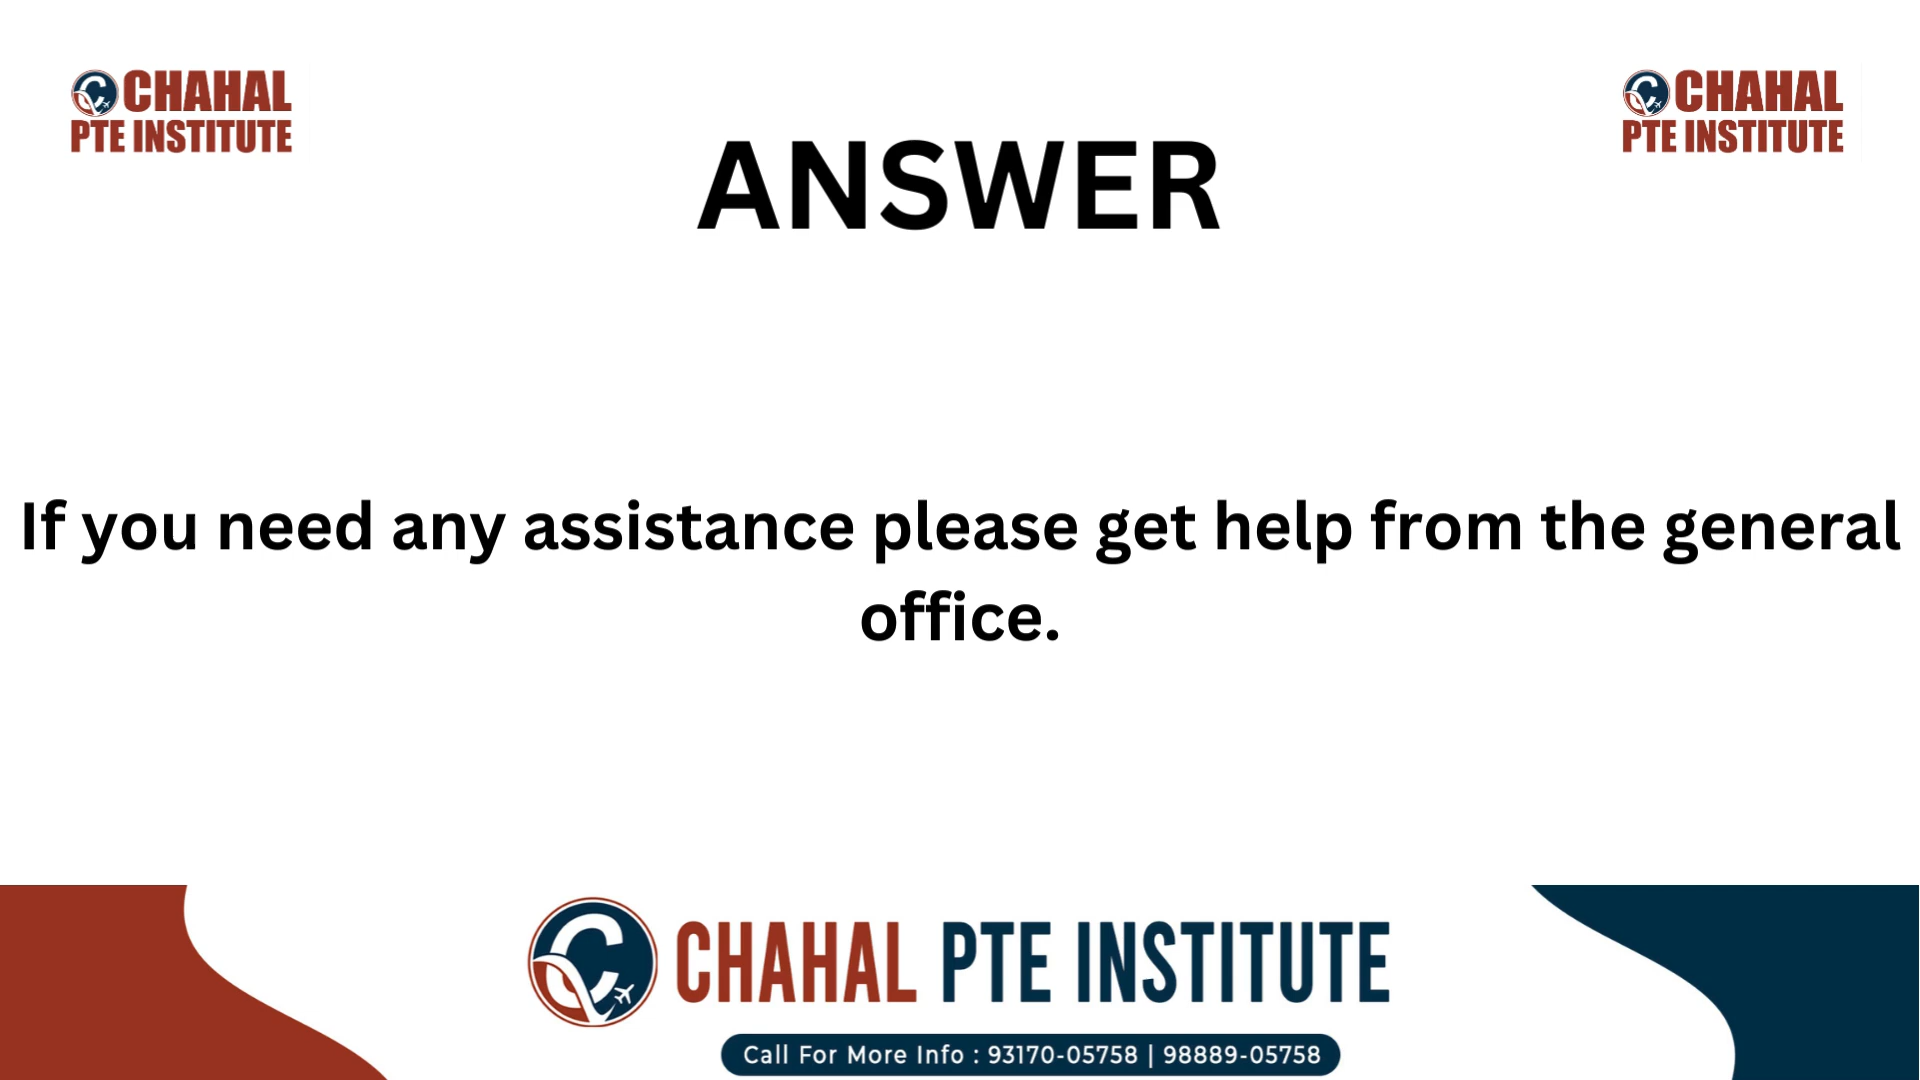 CHAHAL
PTE INSTITUTE
CHAHAL
PTE INSTITUTE
ANSWER
If you need any assistance please get help from the general
office.
CHAHAL PTE INSTITUTE
Call For More Info : 93170-05758 | 98889-05758